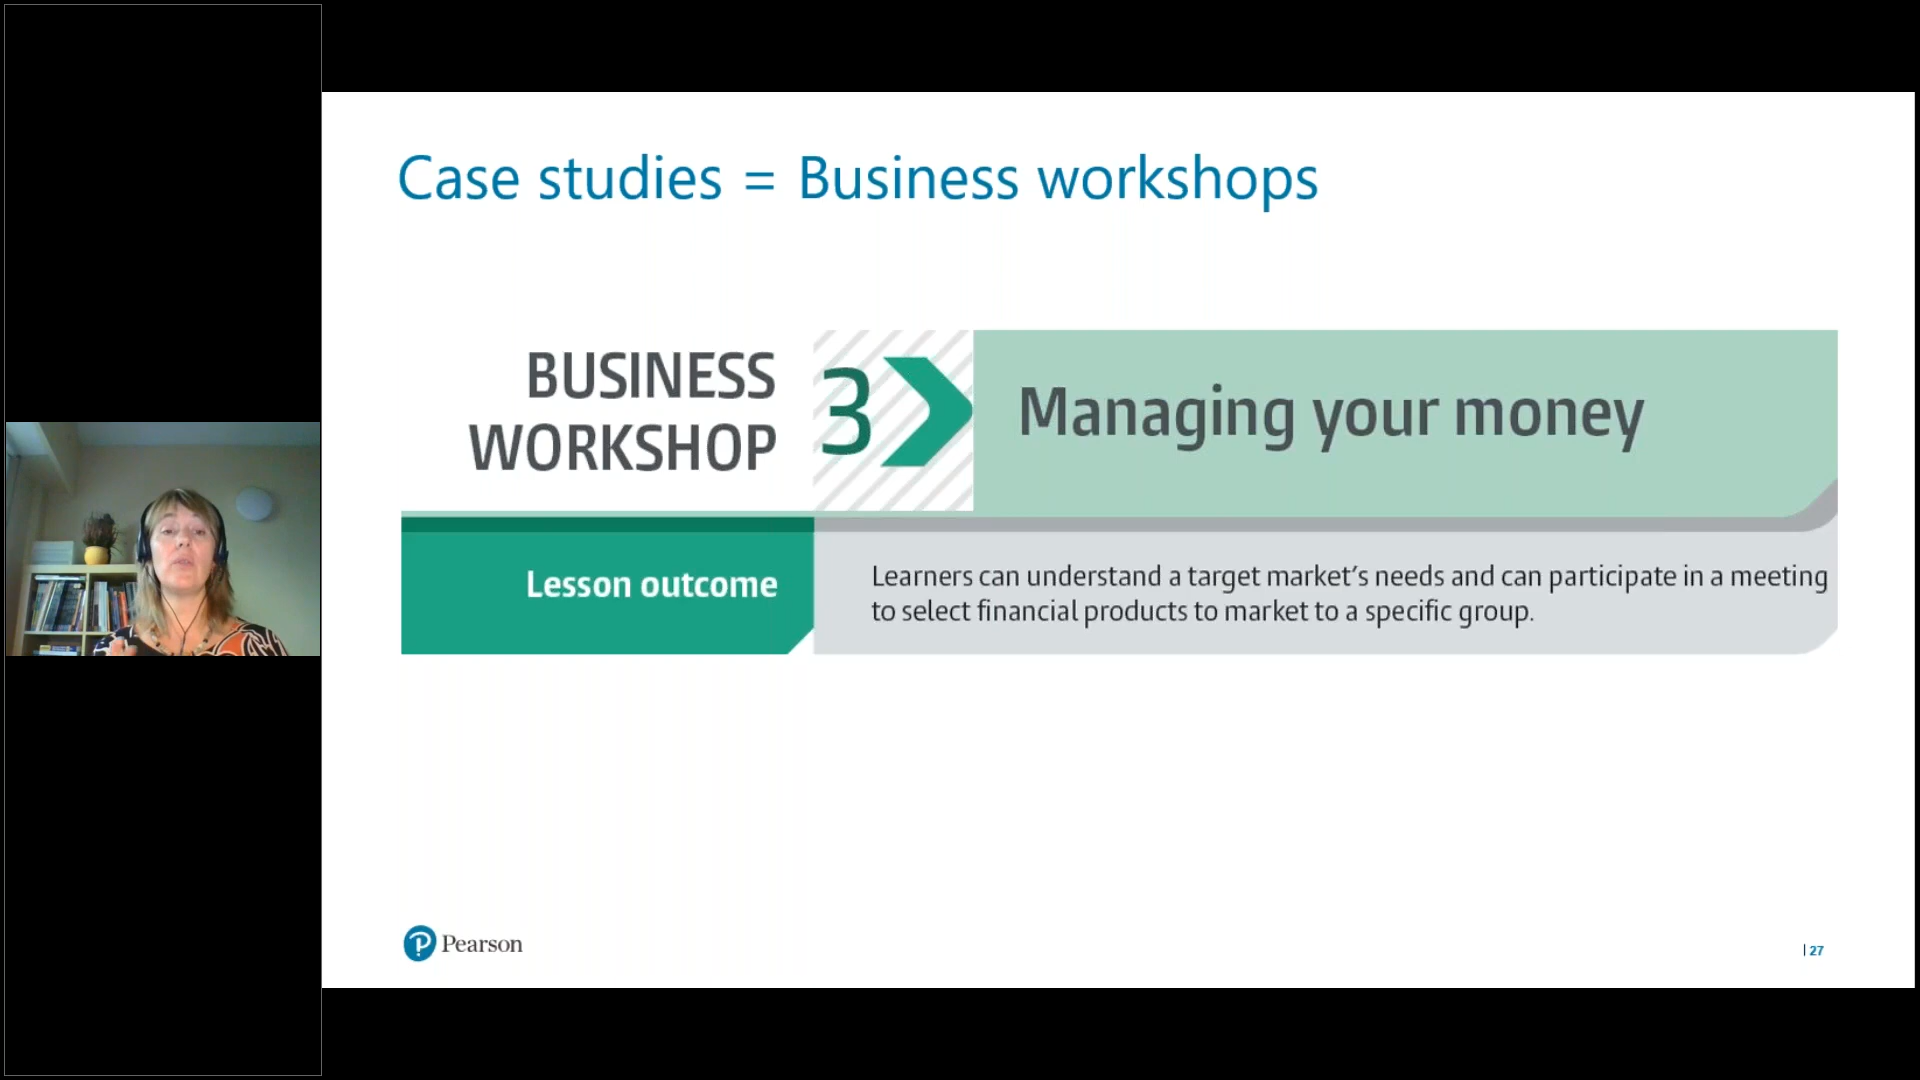 Case studies = Business workshops
BUSINESS
WORKSHOP
3
Managing your money
Lesson outcome
Learners can understand a target market's needs and can participate in a meeting
to select financial products to market to a specific group.
Pearson
| 27